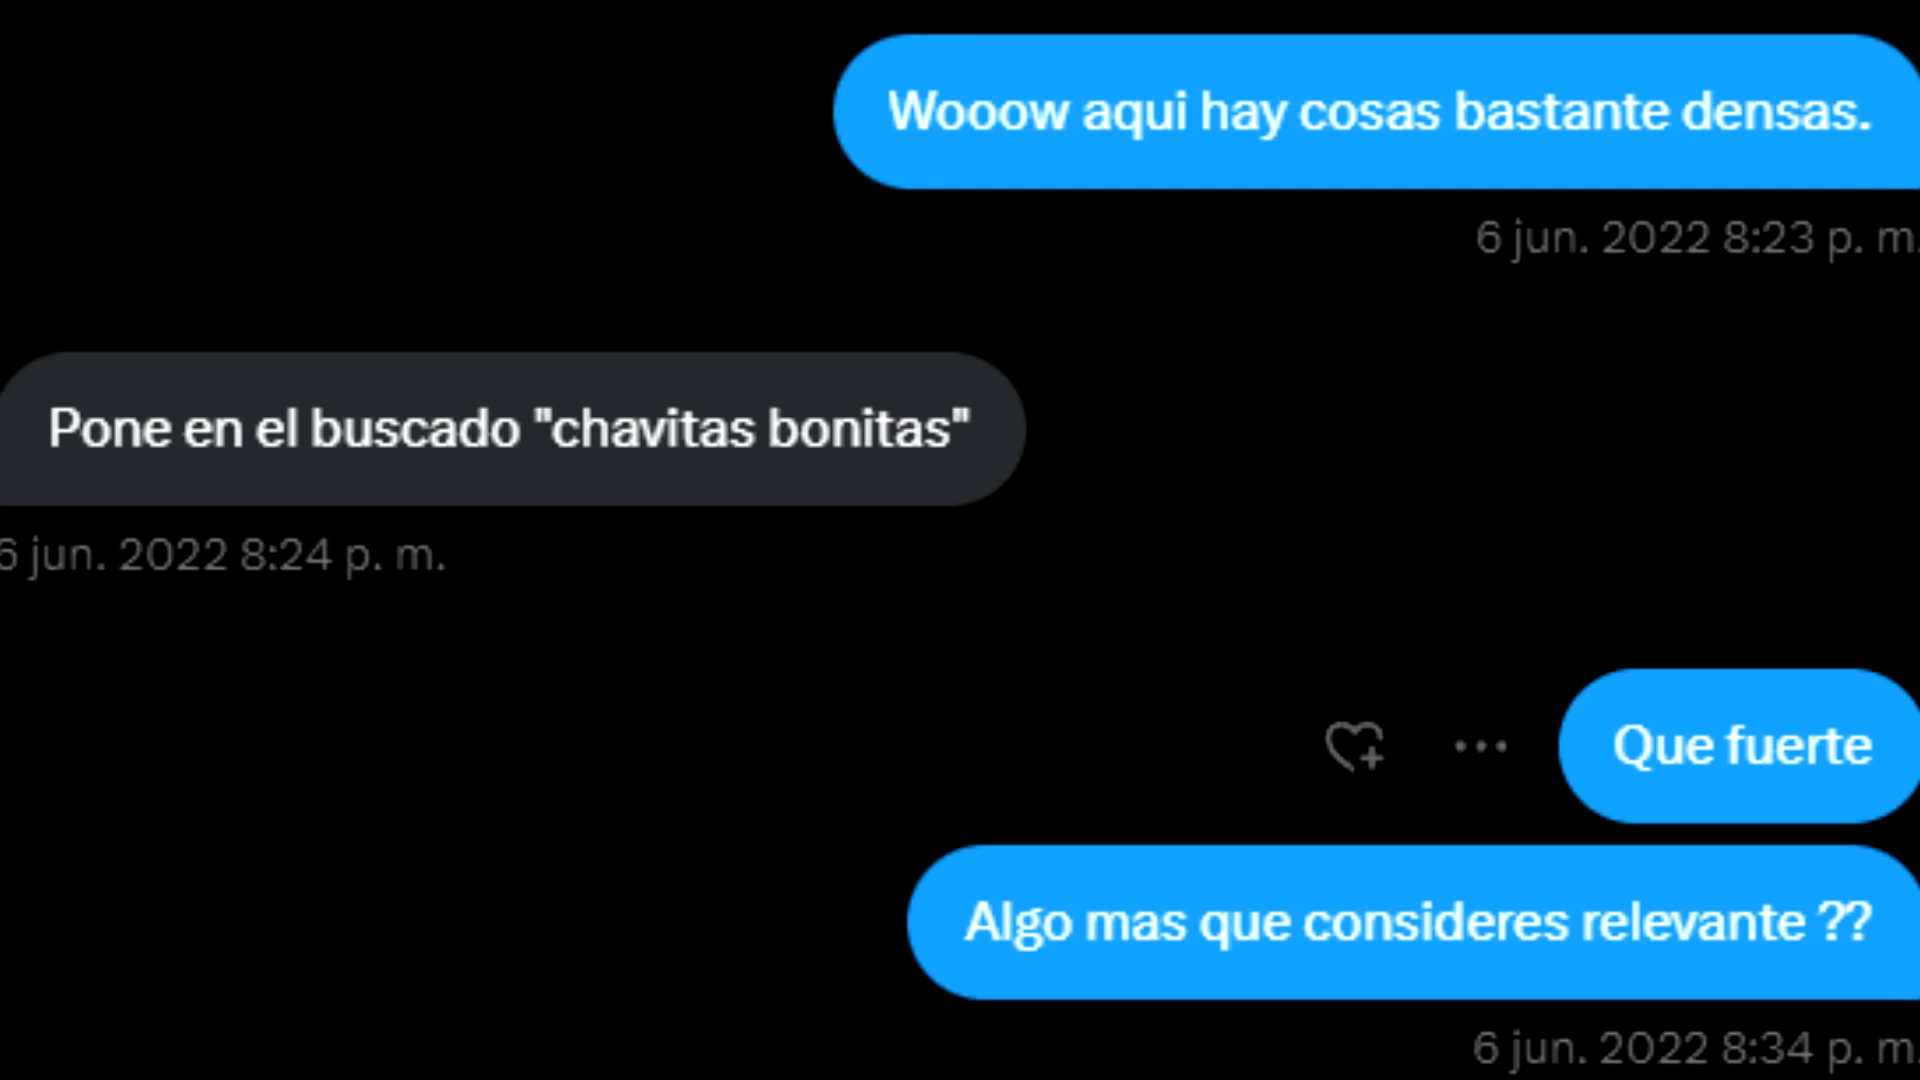 Wooow aqui hay cosas bastante densas.
6 jun. 2022 8:23 p. m.
Pone en el buscado "chavitas bonitas"
6 jun. 2022 8:24 p. m.
Que fuerte
Algo mas que consideres relevante ??
6 jun. 2022 8:34 p. m.